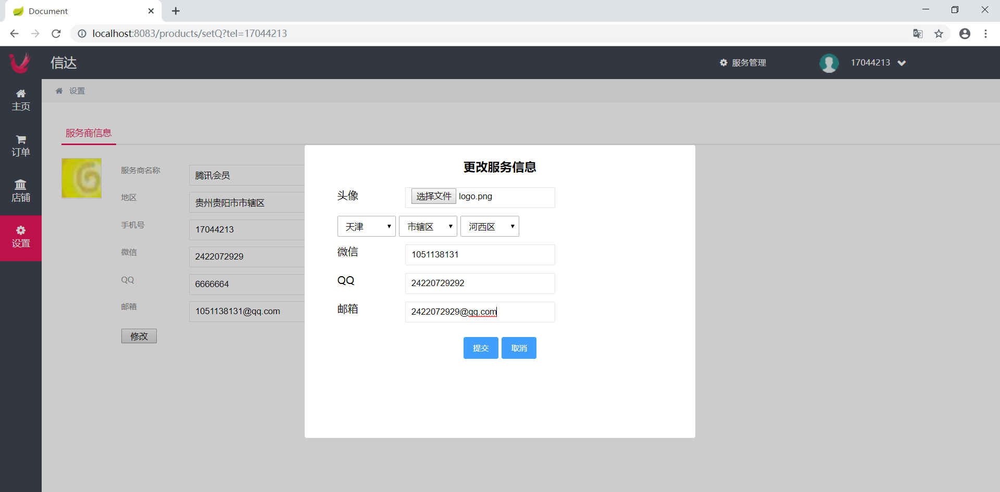 Document
localhost:8083/products/setQ?tel=17044213
信达
服务管理
17044213
主页
订单
店铺
设置
设置
服务商信息
服务商名称
腾讯会员
地区
贵州贵阳市市辖区
手机号
17044213
微信
2422072929
QQ
6666664
邮箱
1051138131@qq.com
修改
更改服务信息
头像
选择文件 logo.png
天津 市辖区 河西区
微信
1051138131
QQ
24220729292
邮箱
2422072929@qq.com
提交 取消